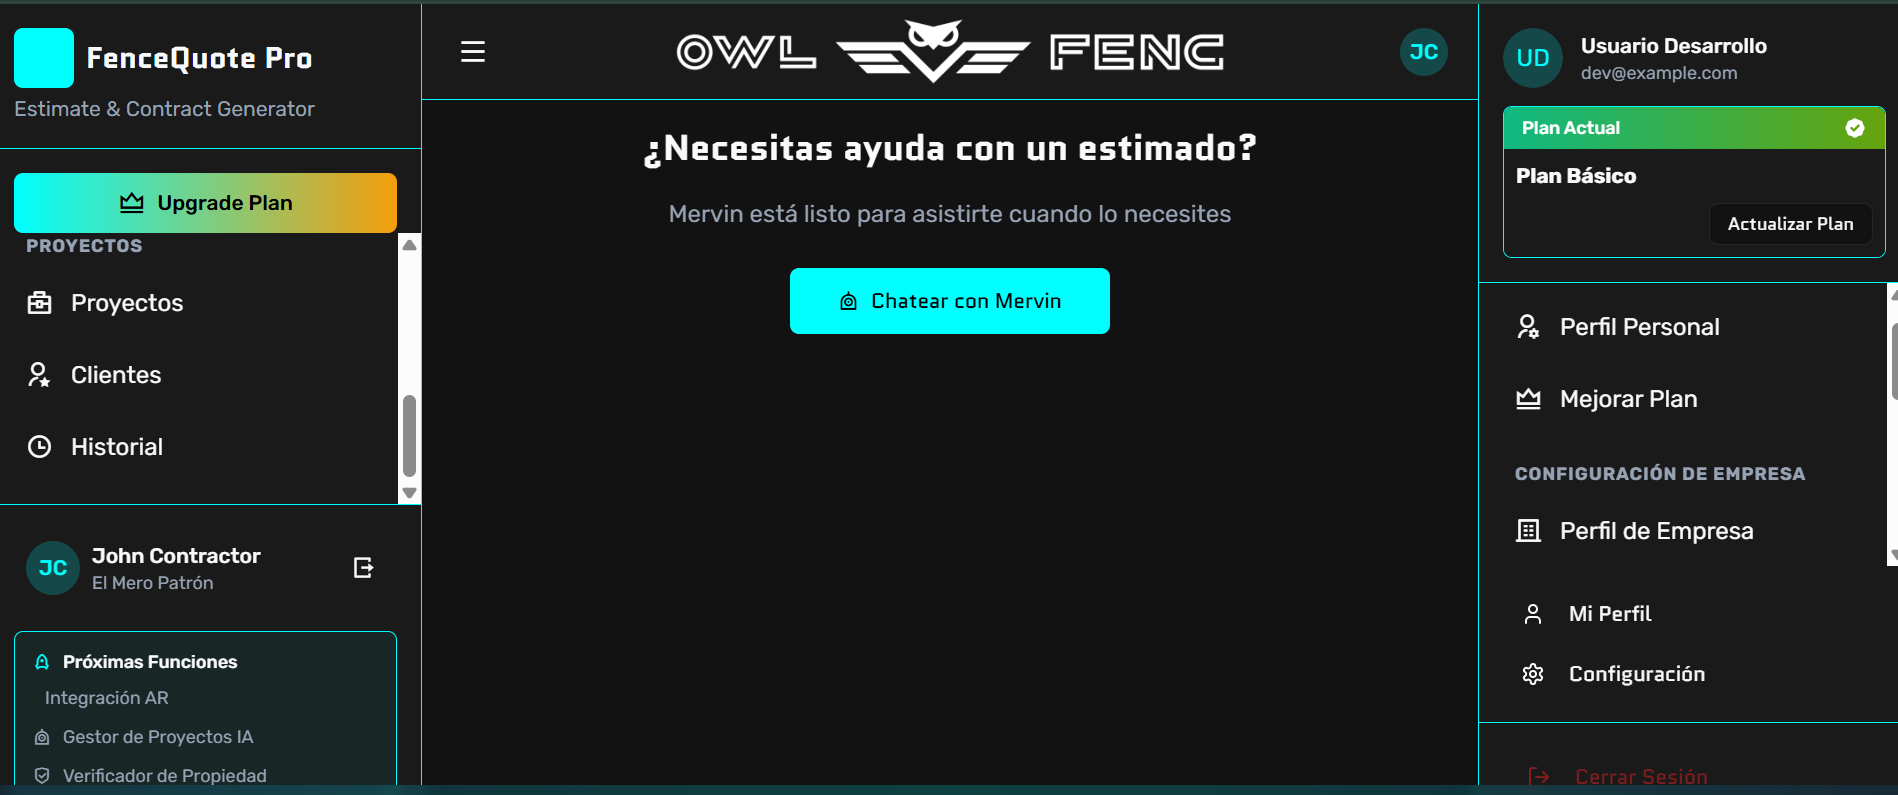 FenceQuote Pro
Estimate & Contract Generator
Upgrade Plan
PROYECTOS
Proyectos
Clientes
Historial
JC
John Contractor
El Mero Patrón
Próximas Funciones
Integración AR
Gestor de Proyectos IA
Verificador de Propiedad
OWL FENC
JC
¿Necesitas ayuda con un estimado?
Mervin está listo para asistirte cuando lo necesites
Chatear con Mervin
UD
Usuario Desarrollo
dev@example.com
Plan Actual
Plan Básico
Actualizar Plan
Perfil Personal
Mejorar Plan
CONFIGURACIÓN DE EMPRESA
Perfil de Empresa
Mi Perfil
Configuración
Cerrar Sesión